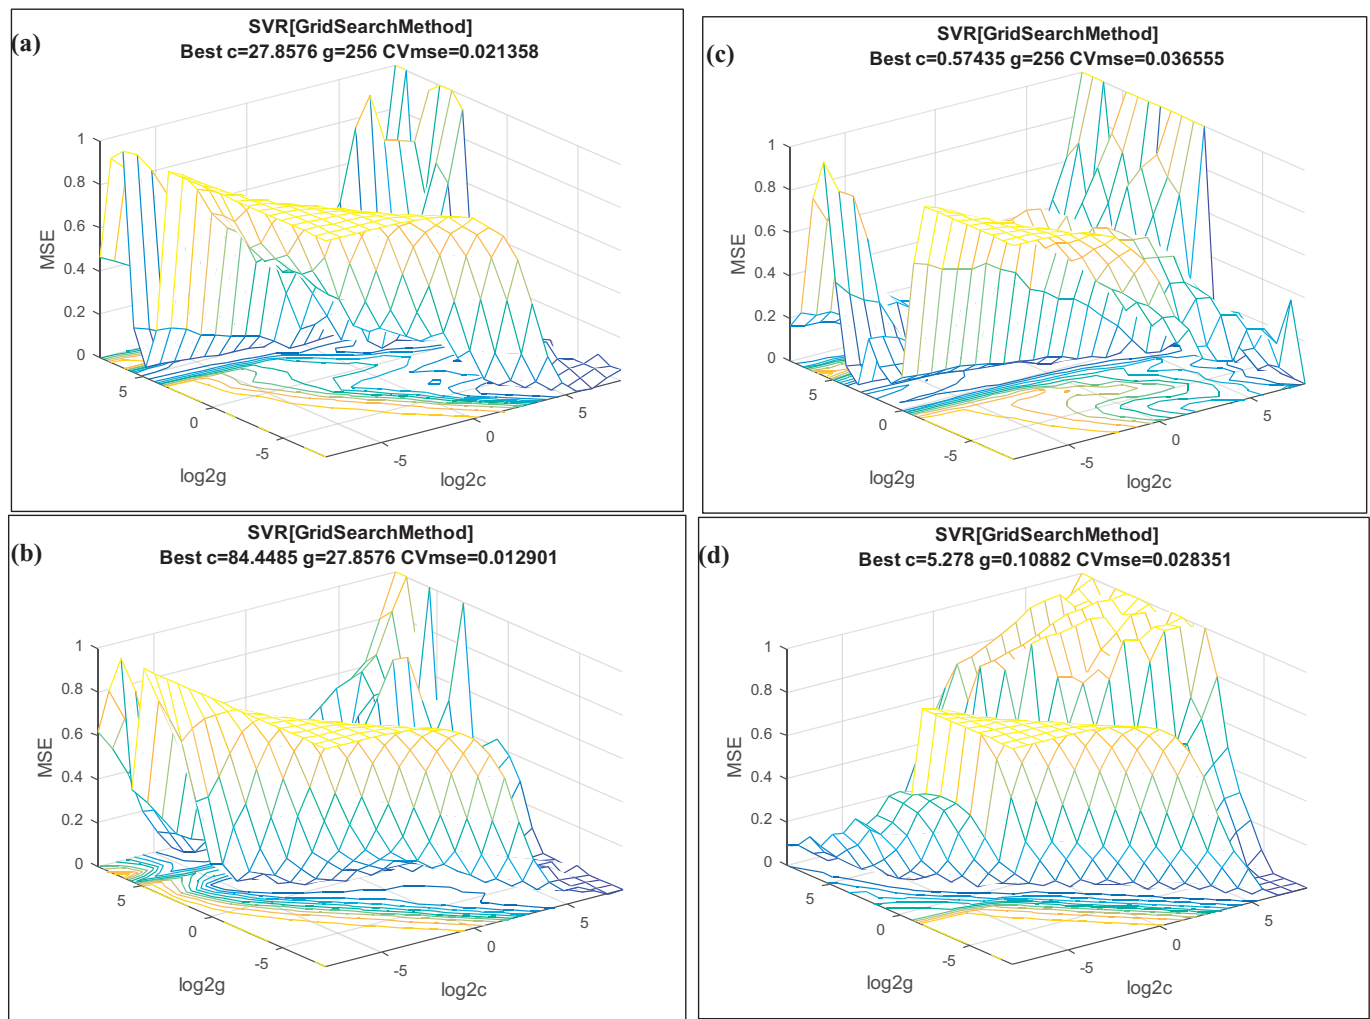 (a)
SVR[GridSearchMethod]
Best c=27.8576 g=256 CVmse=0.021358
1
0.8
0.6
0.4
0.2
0
MSE
5
0
-5
log2g
-5
0
5
log2c
(c)
SVR[GridSearchMethod]
Best c=0.57435 g=256 CVmse=0.036555
1
0.8
0.6
0.4
0.2
0
MSE
5
0
-5
log2g
-5
0
5
log2c
(b)
SVR[GridSearchMethod]
Best c=84.4485 g=27.8576 CVmse=0.012901
1
0.8
0.6
0.4
0.2
0
MSE
5
0
-5
log2g
-5
0
5
log2c
(d)
SVR[GridSearchMethod]
Best c=5.278 g=0.10882 CVmse=0.028351
1
0.8
0.6
0.4
0.2
0
MSE
5
0
-5
log2g
-5
0
5
log2c